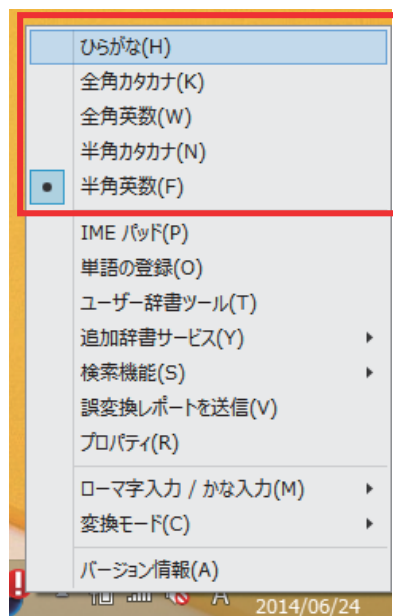 ひらがな(H)
全角カタカナ(K)
全角英数(W)
半角カタカナ(N)
半角英数(F)
IME パッド(P)
単語の登録(O)
ユーザー辞書ツール(T)
追加辞書サービス(Y)
検索機能(S)
誤変換レポートを送信(V)
プロパティ(R)
ローマ字入力 / かな入力(M)
変換モード(C)
バージョン情報(A)
A
2014/06/24